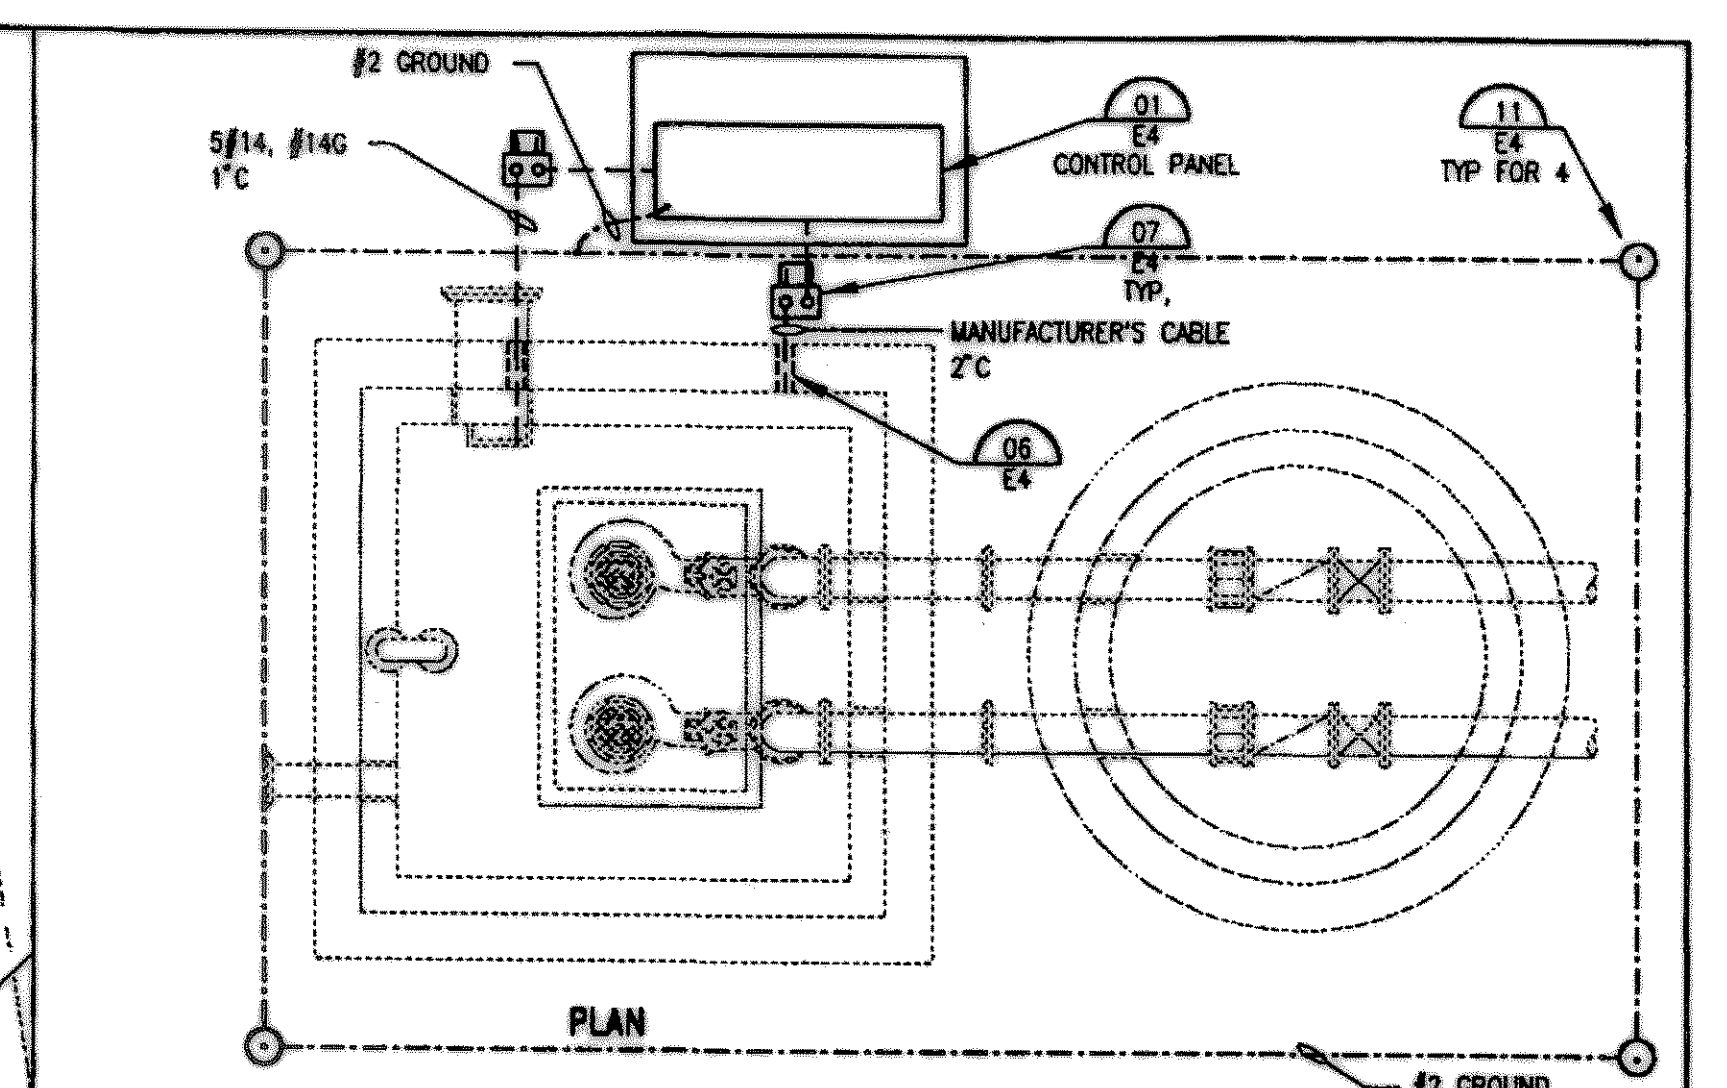 #2 GROUND
5#14, #14G
1"C
01
E4
CONTROL PANEL
11
E4
TYP FOR 4
07
E4
TYP.
MANUFACTURER'S CABLE
2"C
06
E4
PLAN
#2 GROUND